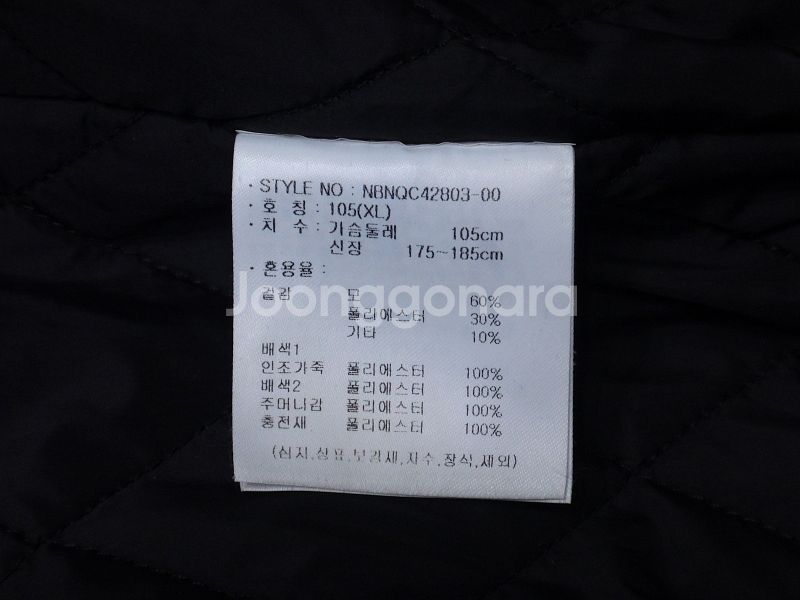 · STYLE NO : NBNQC42803-00
· 호 칭 : 105(XL)
· 치 수 : 가슴둘레 105cm
신장 175~185cm
· 혼용율 :
겉감 모 60%
Joonggonara
폴리에스터 30%
기타 10%
배색1
인조가죽 폴리에스터 100%
배색2 폴리에스터 100%
주머니감 폴리에스터 100%
충전재 폴리에스터 100%
(심지,상표,보강재,자수,장식,제외)